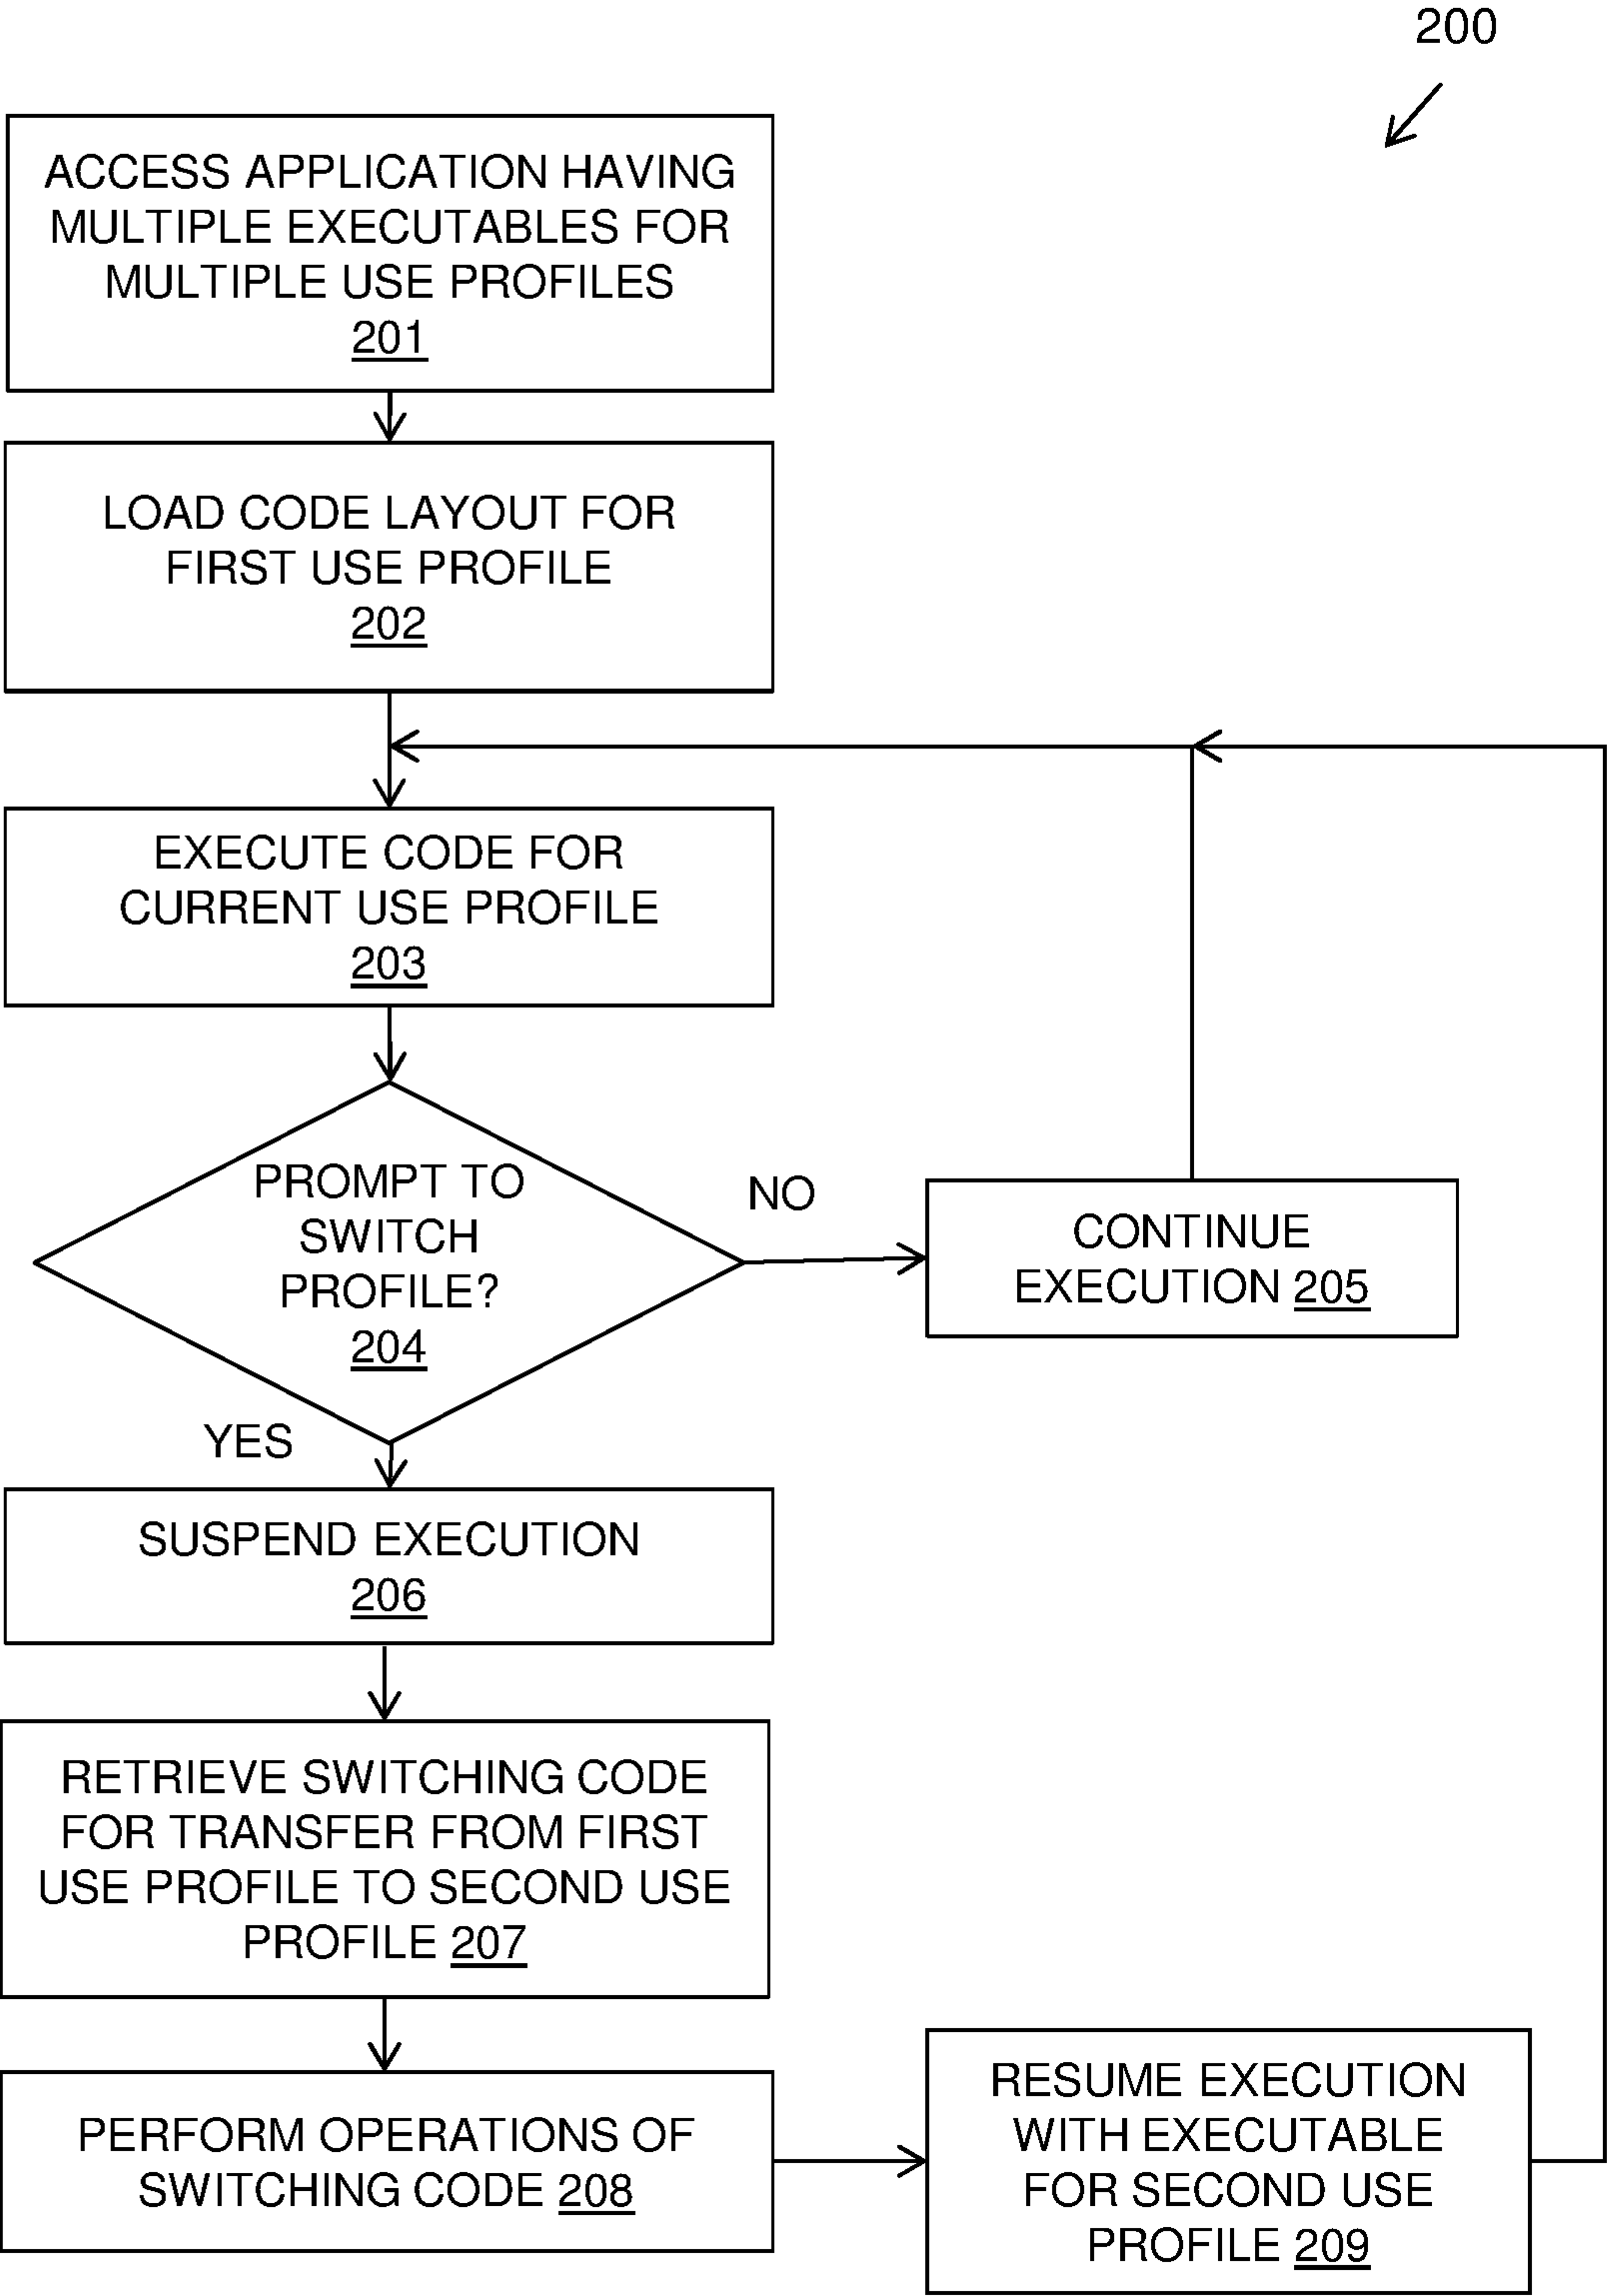 200
ACCESS APPLICATION HAVING
MULTIPLE EXECUTABLES FOR
MULTIPLE USE PROFILES
201
LOAD CODE LAYOUT FOR
FIRST USE PROFILE
202
EXECUTE CODE FOR
CURRENT USE PROFILE
203
PROMPT TO
SWITCH
PROFILE?
204
NO
CONTINUE
EXECUTION 205
YES
SUSPEND EXECUTION
206
RETRIEVE SWITCHING CODE
FOR TRANSFER FROM FIRST
USE PROFILE TO SECOND USE
PROFILE 207
PERFORM OPERATIONS OF
SWITCHING CODE 208
RESUME EXECUTION
WITH EXECUTABLE
FOR SECOND USE
PROFILE 209